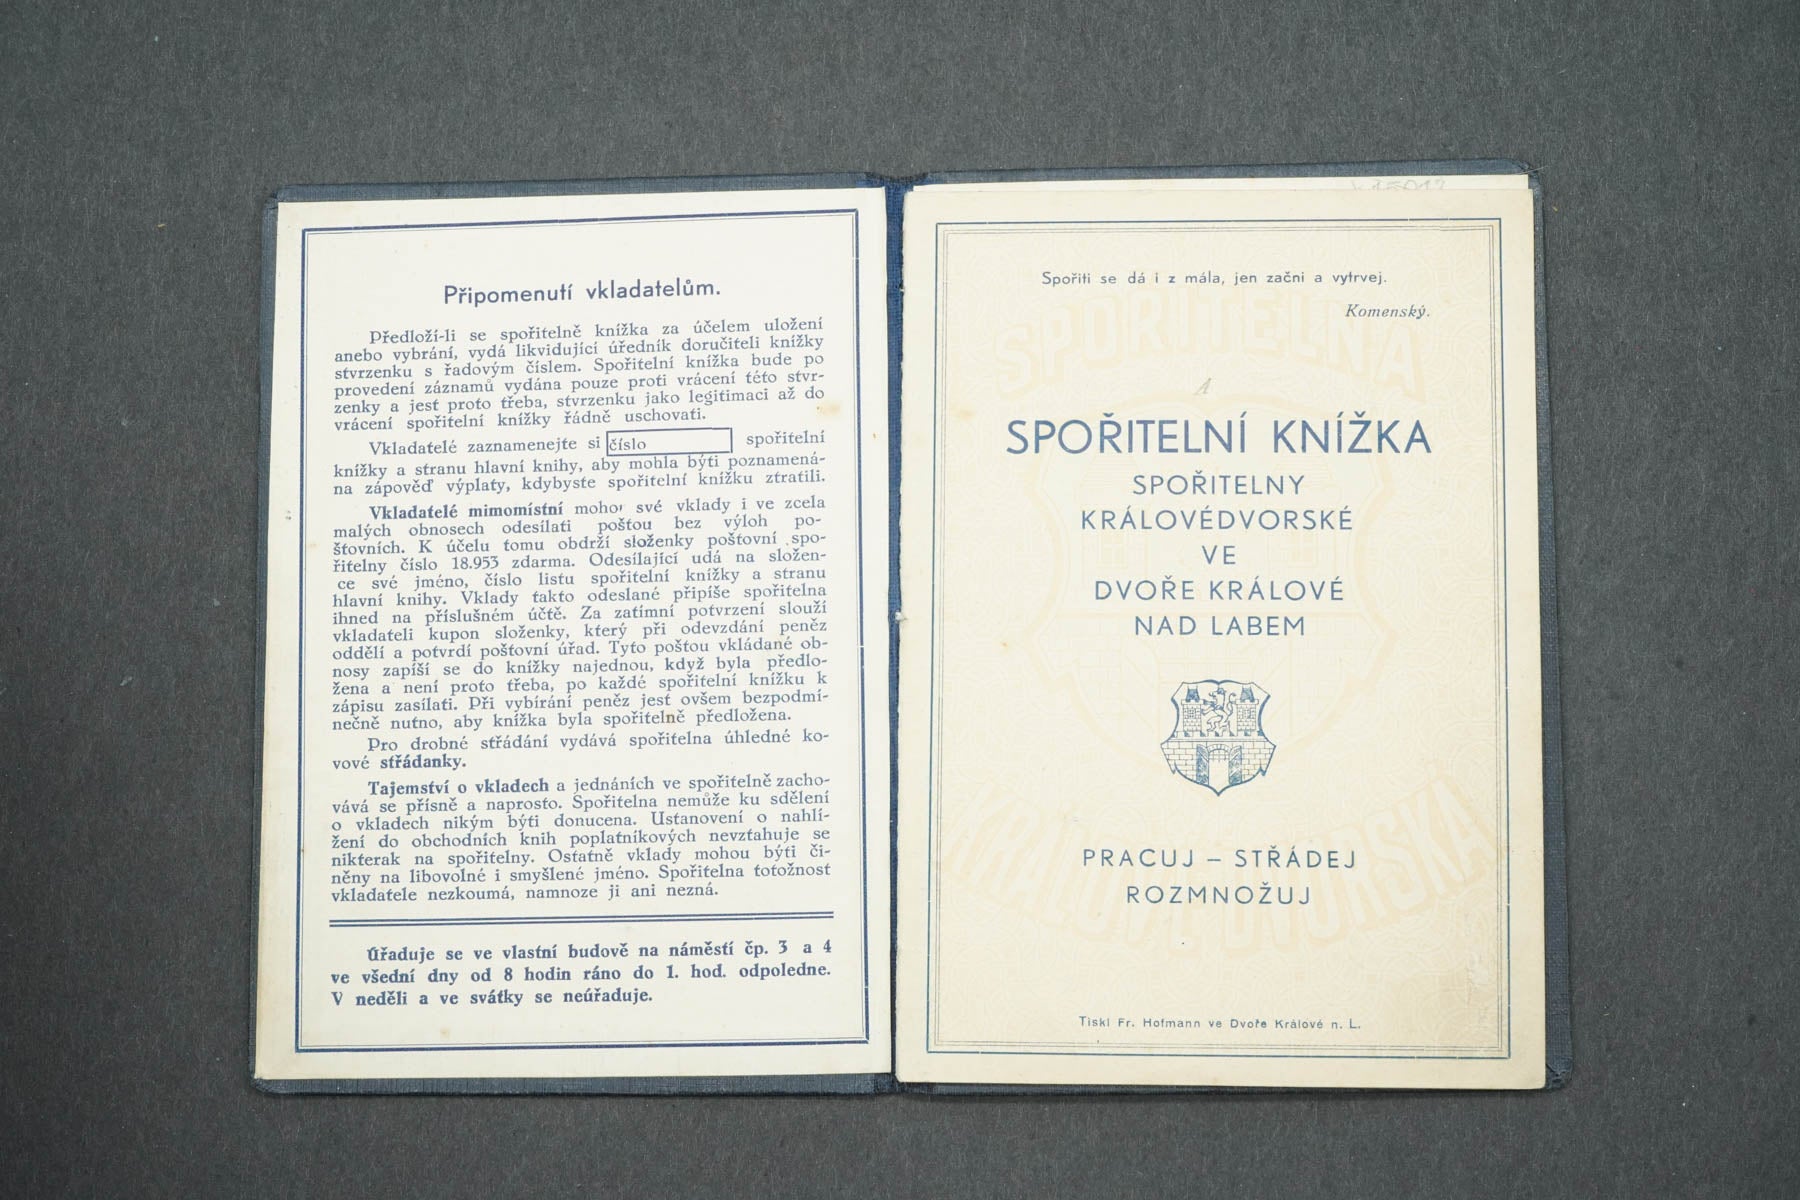 Připomenutí vkladatelům.
Předloží-li se spořitelně knížka za účelem uložení
anebo vybrání, vydá likvidující úředník doručiteli knížky
stvrzenku s řadovým číslem. Spořitelní knížka bude po
provedení záznamů vydána pouze proti vrácení této stvr-
zenky a jest proto třeba, stvrzenku jako legitimaci až do
vrácení spořitelní knížky řádně uschovati.
Vkladatelé zaznamenejte si číslo spořitelní
knížky a stranu hlavní knihy, aby mohla býti poznamená-
na zápověď výplaty, kdybyste spořitelní knížku ztratili.
Vkladatelé mimomístní mohou své vklady i ve zcela
malých obnosech odesílati poštou bez výloh po-
štovních. K účelu tomu obdrží složenky poštovní spo-
řitelny číslo 18.953 zdarma. Odesílající udá na složen-
ce své jméno, číslo listu spořitelní knížky a stranu
hlavní knihy. Vklady takto odeslané připíše spořitelna
ihned na příslušném účtě. Za zatímní potvrzení slouží
vkladateli kupon složenky, který při odevzdání peněz
oddělí a potvrdí poštovní úřad. Tyto poštou vkládané ob-
nosy zapíší se do knížky najednou, když byla předlo-
žena a není proto třeba, po každé spořitelní knížku k
zápisu zasílati. Při vybírání peněz jest ovšem bezpodmí-
nečně nutno, aby knížka byla spořitelně předložena.
Pro drobné střádání vydává spořitelna úhledné ko-
vové střádanky.
Tajemství o vkladech a jednáních ve spořitelně zacho-
vává se přísně a naprosto. Spořitelna nemůže ku sdělení
o vkladech nikým býti donucena. Ustanovení o nahlí-
žení do obchodních knih poplatníkových nevztahuje se
nikterak na spořitelny. Ostatně vklady mohou býti či-
něny na libovolné i smyšlené jméno. Spořitelna totožnost
vkladatele nezkoumá, namnoze ji ani nezná.
Úřaduje se ve vlastní budově na náměstí čp. 3 a 4
ve všední dny od 8 hodin ráno do 1. hod. odpoledne.
V neděli a ve svátky se neúřaduje.
Spořiti se dá i z mála, jen začni a vytrvej.
Komenský.
SPOŘITELNA
A
SPOŘITELNÍ KNÍŽKA
SPOŘITELNY
KRÁLOVÉDVORSKÉ
VE
DVOŘE KRÁLOVÉ
NAD LABEM
KRÁLOVÉDVORSKÁ
PRACUJ – STŘÁDEJ
ROZMNOŽUJ
Tiskl Fr. Hofmann ve Dvoře Králové n. L.